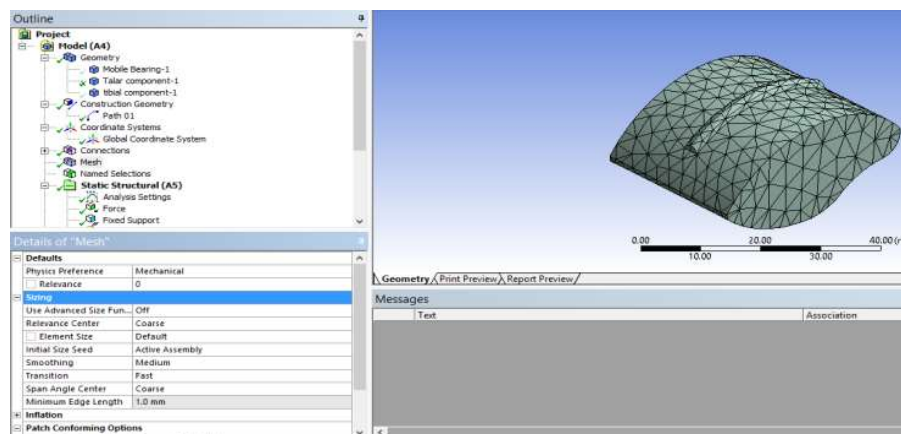 Outline
Project
Model (A4)
Geometry
Mobile Bearing-1
Talar component-1
tibial component-1
Construction Geometry
Path 01
Coordinate Systems
Global Coordinate System
Connections
Mesh
Named Selections
Static Structural (A5)
Analysis Settings
Force
Fixed Support
Details of "Mesh"
Defaults
Physics Preference Mechanical
Relevance 0
Sizing
Use Advanced Size Fun... Off
Relevance Center Coarse
Element Size Default
Initial Size Seed Active Assembly
Smoothing Medium
Transition Fast
Span Angle Center Coarse
Minimum Edge Length 1.0 mm
Inflation
Patch Conforming Options
0.00 20.00 40.00 (
10.00 30.00
Geometry Print Preview Report Preview
Messages
Text Association